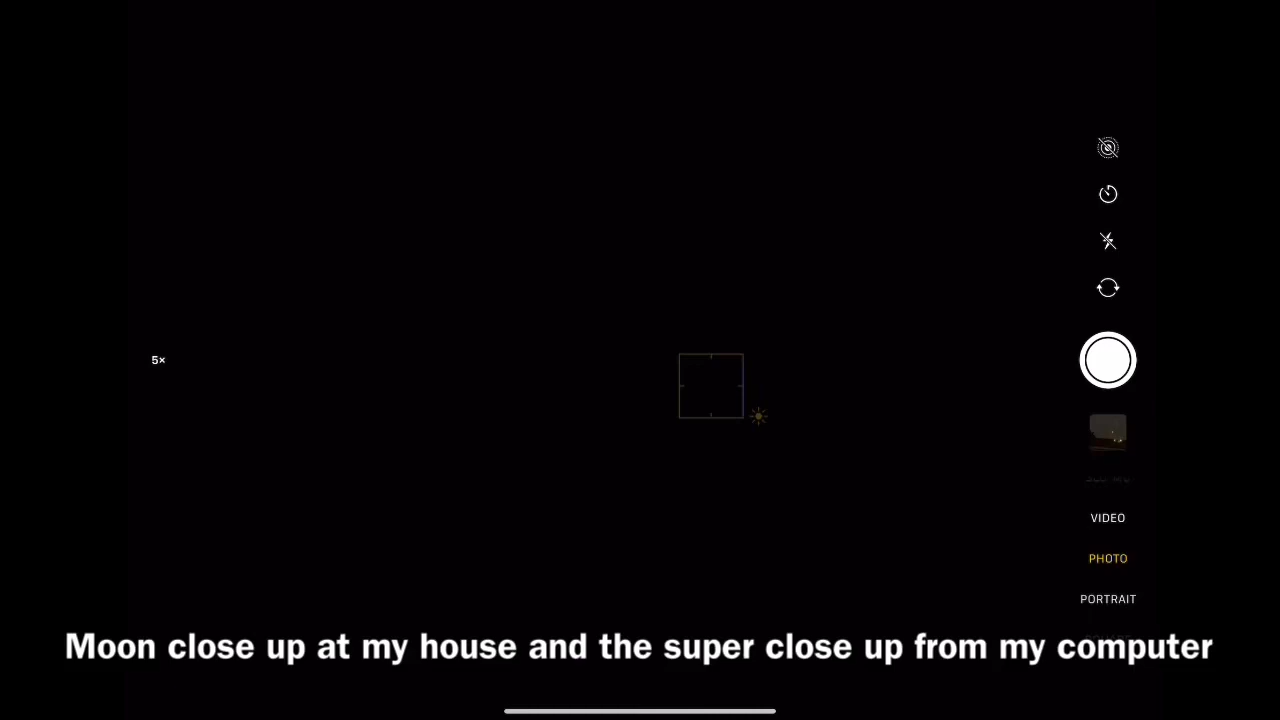 5×
VIDEO
PHOTO
PORTRAIT
Moon close up at my house and the super close up from my computer